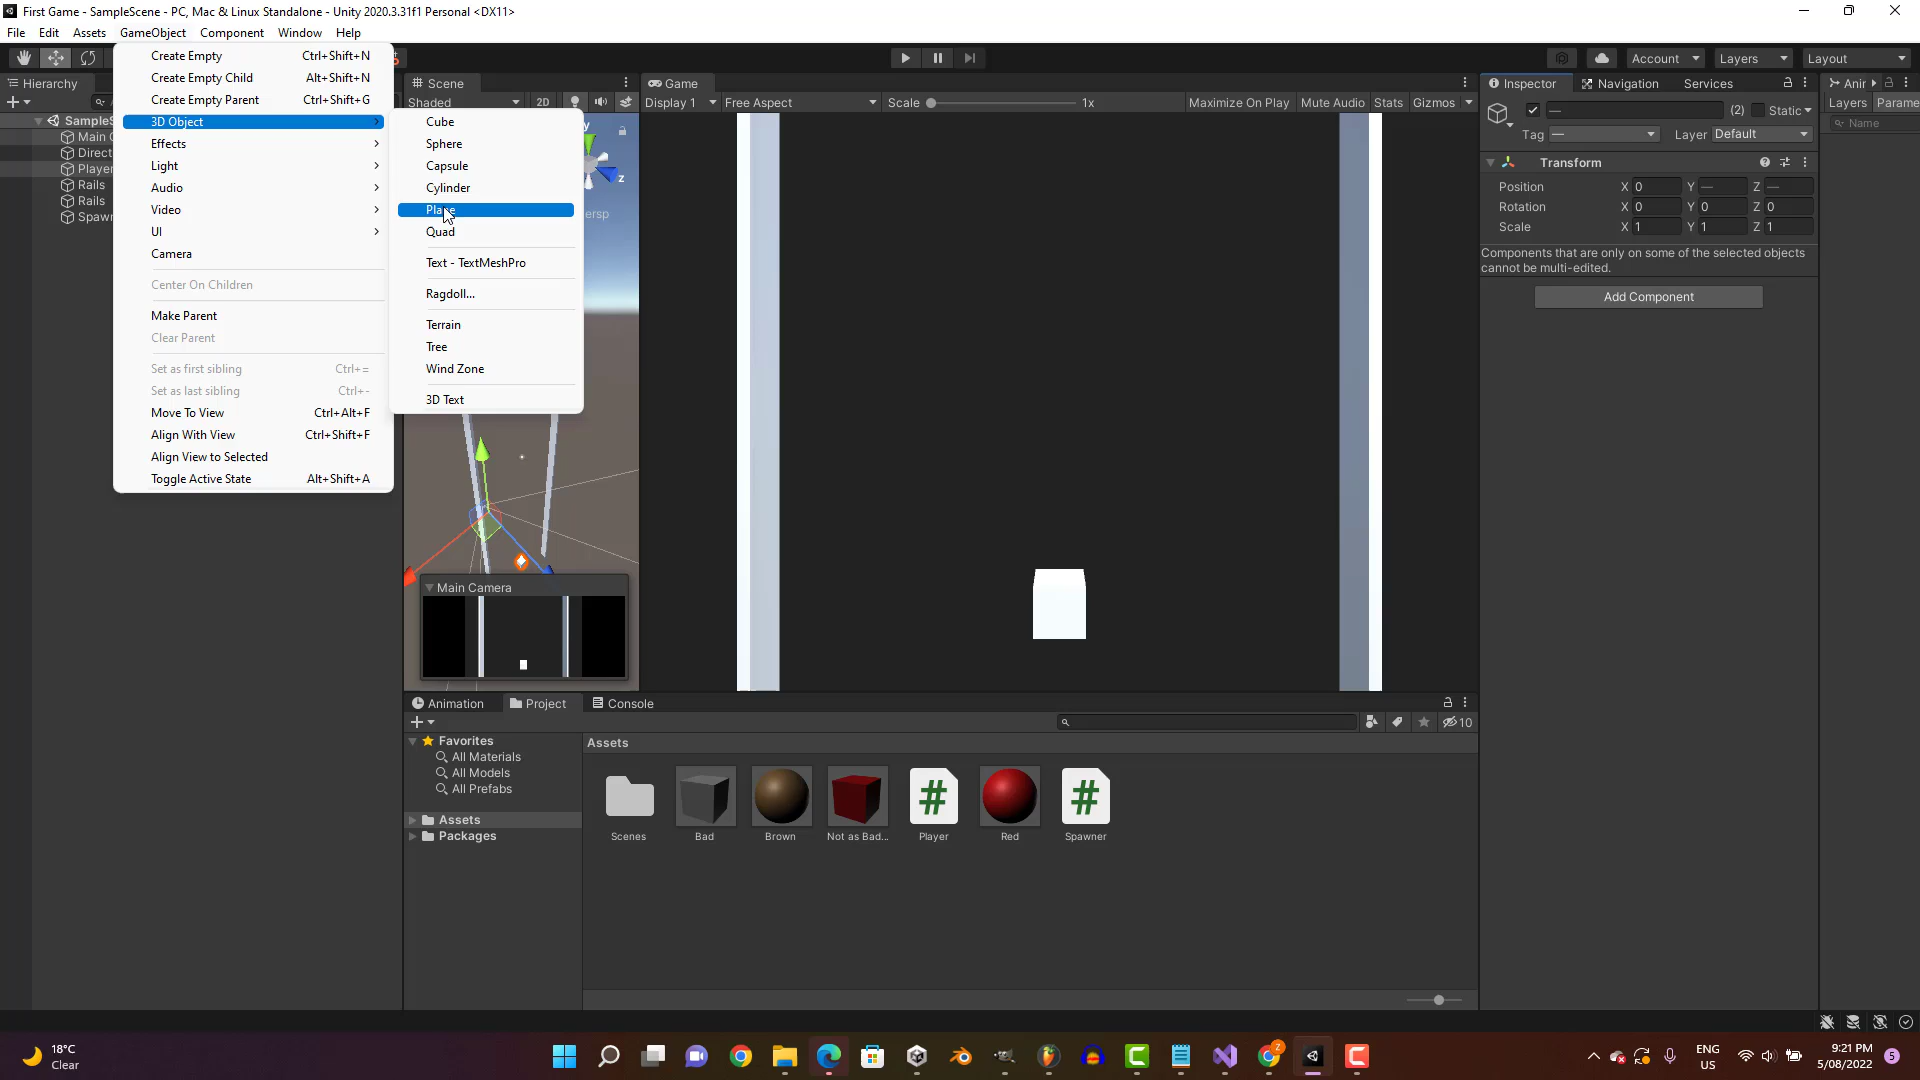 First Game - SampleScene - PC, Mac & Linux Standalone - Unity 2020.3.31f1 Personal <DX11>
File Edit Assets GameObject Component Window Help
Account Layers Layout
Hierarchy
Create Empty Ctrl+Shift+N
Create Empty Child Alt+Shift+N
Create Empty Parent Ctrl+Shift+G
3D Object
Effects
Light
Audio
Video
UI
Camera
Center On Children
Make Parent
Clear Parent
Set as first sibling Ctrl+=
Set as last sibling Ctrl+-
Move To View Ctrl+Alt+F
Align With View Ctrl+Shift+F
Align View to Selected
Toggle Active State Alt+Shift+A
SampleS
Main C
Direct
Player
Rails
Rails
Spawn
Cube
Sphere
Capsule
Cylinder
Plane
Quad
Text - TextMeshPro
Ragdoll...
Terrain
Tree
Wind Zone
3D Text
Scene
Shaded 2D
y
z
ersp
Main Camera
Game
Display 1 Free Aspect Scale 1x Maximize On Play Mute Audio Stats Gizmos
Inspector Navigation Services
— (2) Static
Tag — Layer Default
Transform
Position X 0 Y — Z —
Rotation X 0 Y 0 Z 0
Scale X 1 Y 1 Z 1
Components that are only on some of the selected objects
cannot be multi-edited.
Add Component
Anir
Layers Parame
Name
Animation Project Console
10
Favorites
All Materials
All Models
All Prefabs
Assets
Packages
Assets
Scenes Bad Brown Not as Bad... Player Red Spawner
18°C
Clear
Z
ENG
US
9:21 PM
5/08/2022
5